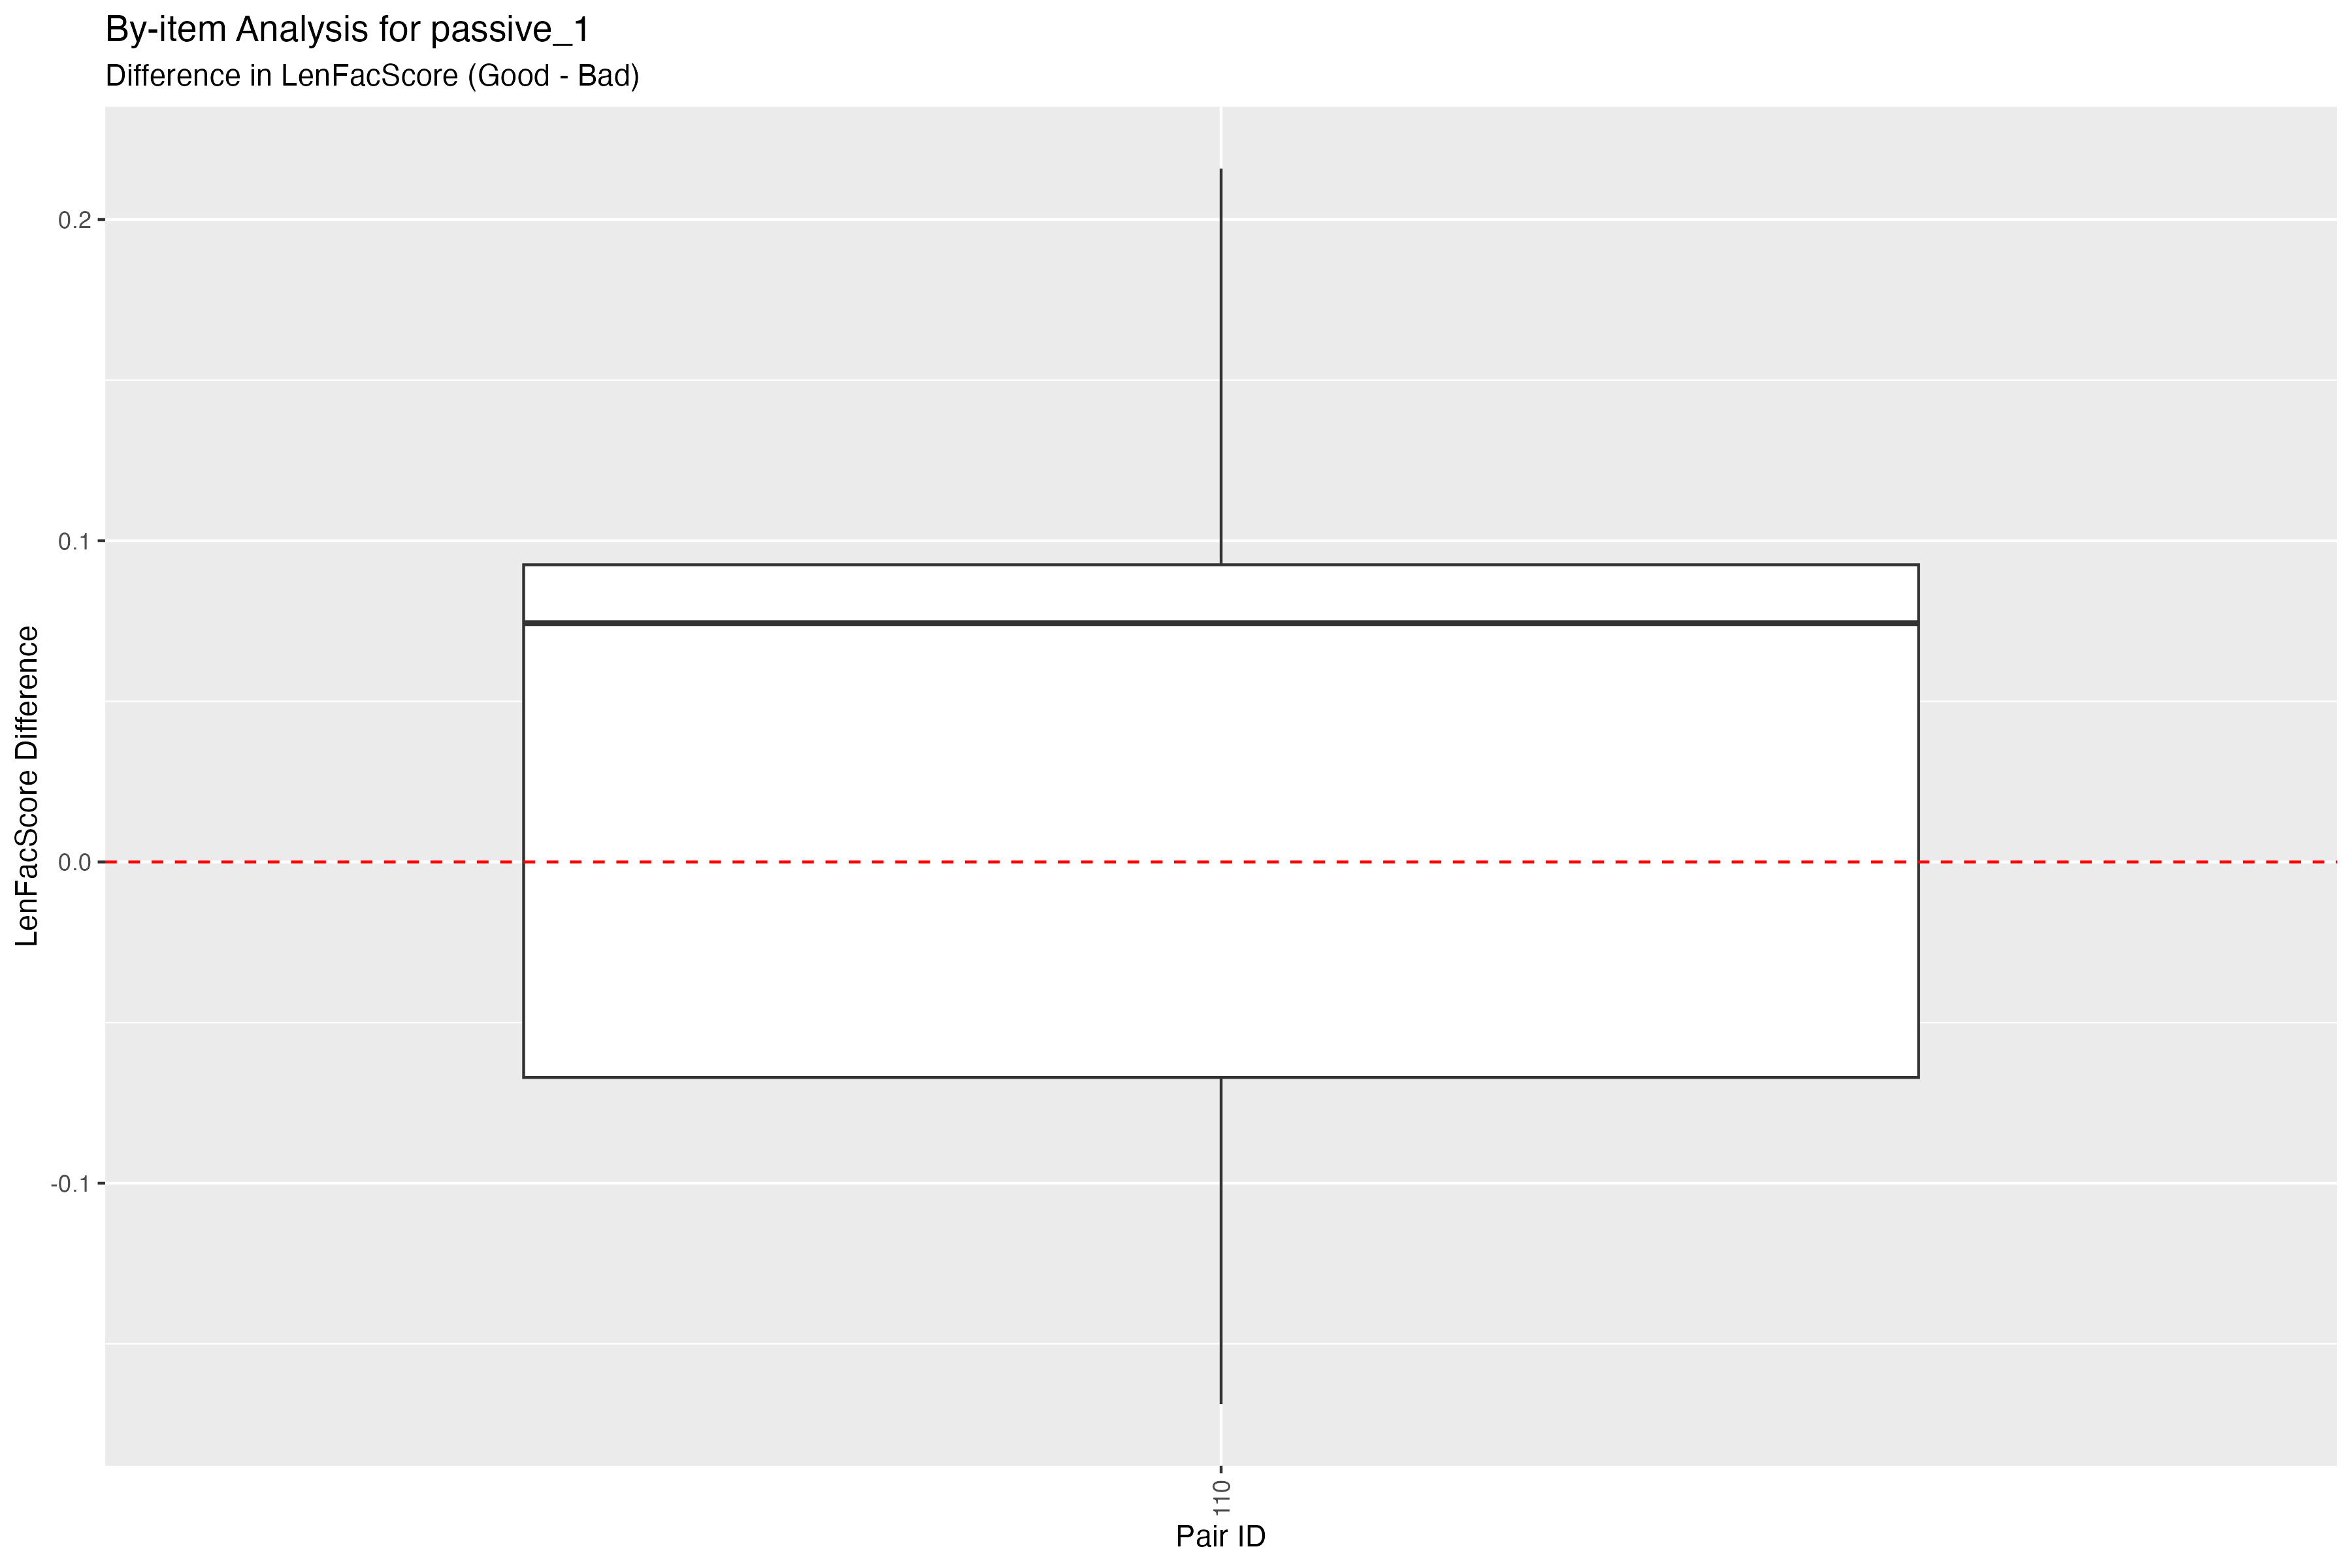 By-item Analysis for passive_1
Difference in LenFacScore (Good - Bad)
LenFacScore Difference
0.2
0.1
0.0
-0.1
110
Pair ID